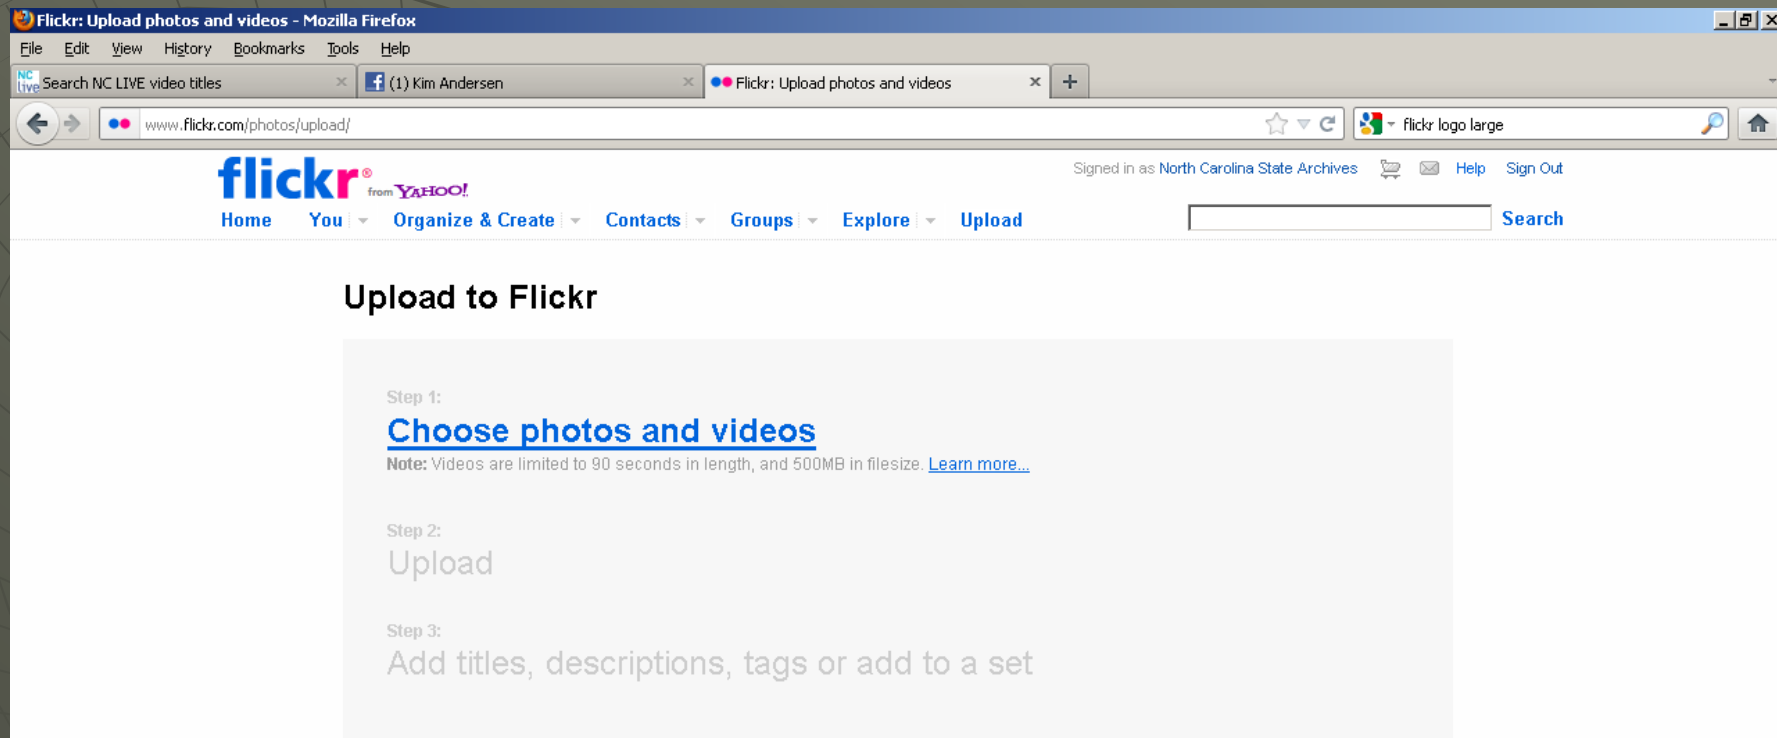 Flickr: Upload photos and videos - Mozilla Firefox
File Edit View History Bookmarks Tools Help
NC live Search NC LIVE video titles (1) Kim Andersen Flickr: Upload photos and videos
www.flickr.com/photos/upload/ flickr logo large
flickr® from YAHOO! Signed in as North Carolina State Archives Help Sign Out
Home You Organize & Create Contacts Groups Explore Upload Search
Upload to Flickr
Step 1:
Choose photos and videos
Note: Videos are limited to 90 seconds in length, and 500MB in filesize. Learn more...
Step 2:
Upload
Step 3:
Add titles, descriptions, tags or add to a set